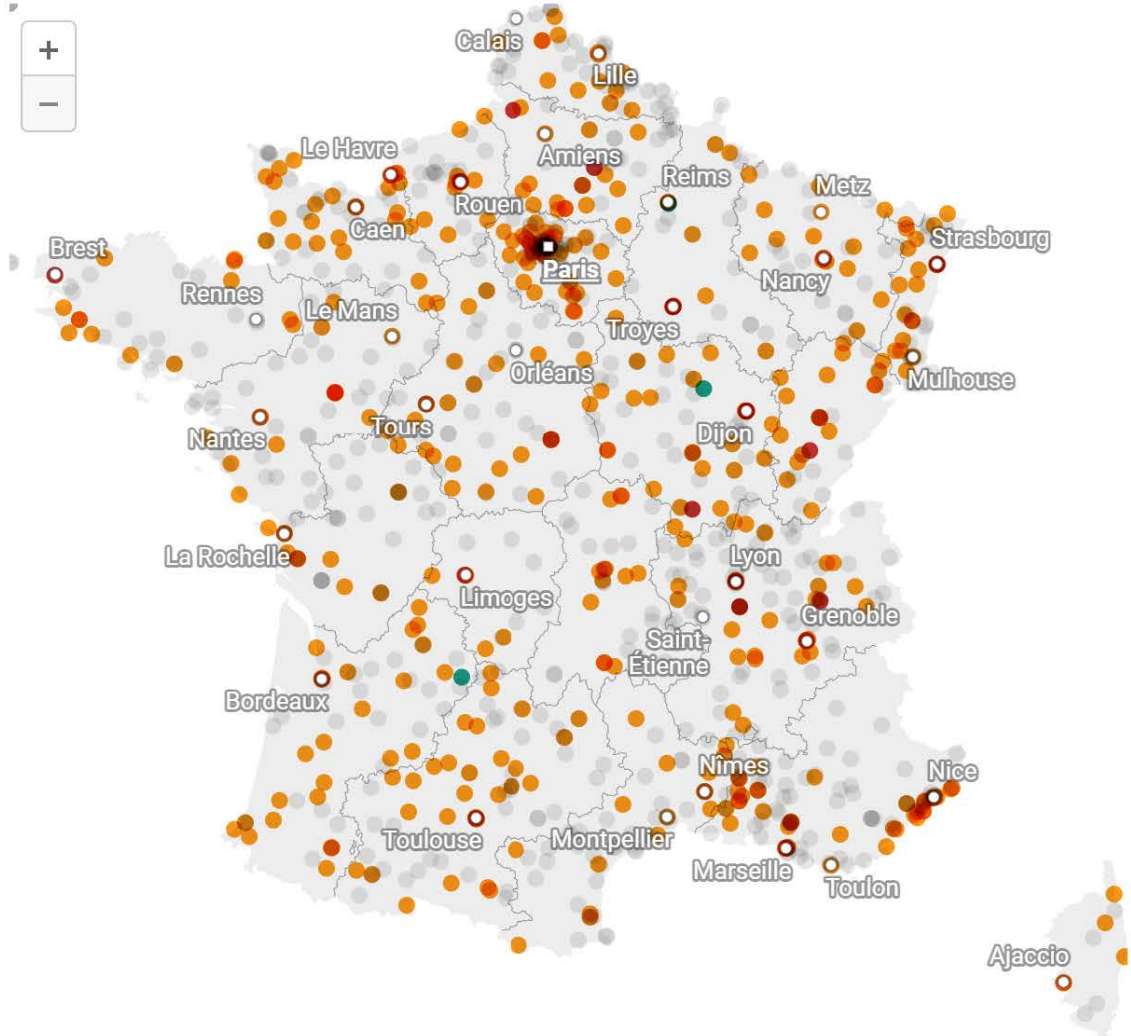 +
−
Calais
Lille
Le Havre
Amiens
Reims
Metz
Rouen
Caen
Strasbourg
Brest
Paris
Nancy
Rennes
Le Mans
Troyes
Orléans
Mulhouse
Nantes
Tours
Dijon
La Rochelle
Lyon
Limoges
Grenoble
Saint-
Étienne
Bordeaux
Nîmes
Nice
Toulouse
Montpellier
Marseille
Toulon
Ajaccio